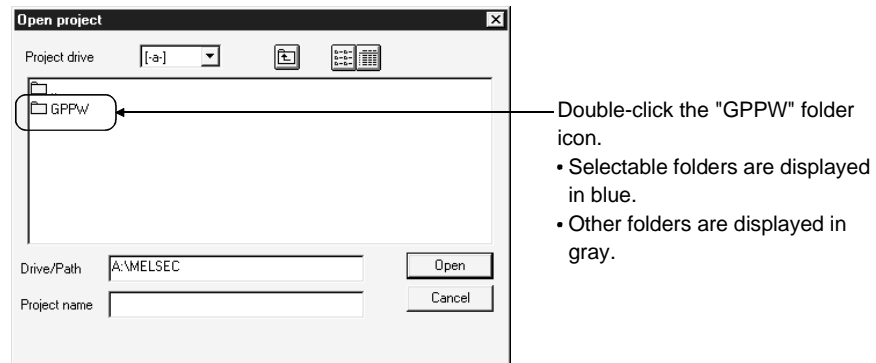 Open project
Project drive [-a-]
..
GPPW
Drive/Path A:\MELSEC Open
Project name Cancel
Double-click the "GPPW" folder
icon.
• Selectable folders are displayed
in blue.
• Other folders are displayed in
gray.